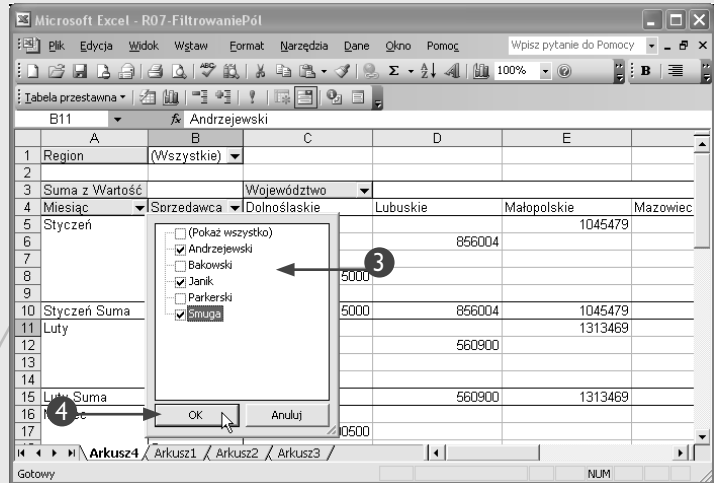 Microsoft Excel - R07-FiltrowaniePól
Plik Edycja Widok Wstaw Format Narzędzia Dane Okno Pomoc Wpisz pytanie do Pomocy
100% B
Tabela przestawna
B11 fx Andrzejewski
A B C D E
1 Region (Wszystkie)
2
3 Suma z Wartość Województwo
4 Miesiąc Sprzedawca Dolnośląskie Lubuskie Małopolskie Mazowiec
5 Styczeń 1045479
6 856004
7
8 5000
9
10 Styczeń Suma 5000 856004 1045479
11 Luty 1313469
12 560900
13
14
15 Luty Suma 560900 1313469
16
17 0500
(Pokaż wszystko)
Andrzejewski
Bakowski
Janik
Parkerski
Smuga
3
4
OK Anuluj
Arkusz4 Arkusz1 Arkusz2 Arkusz3
Gotowy NUM